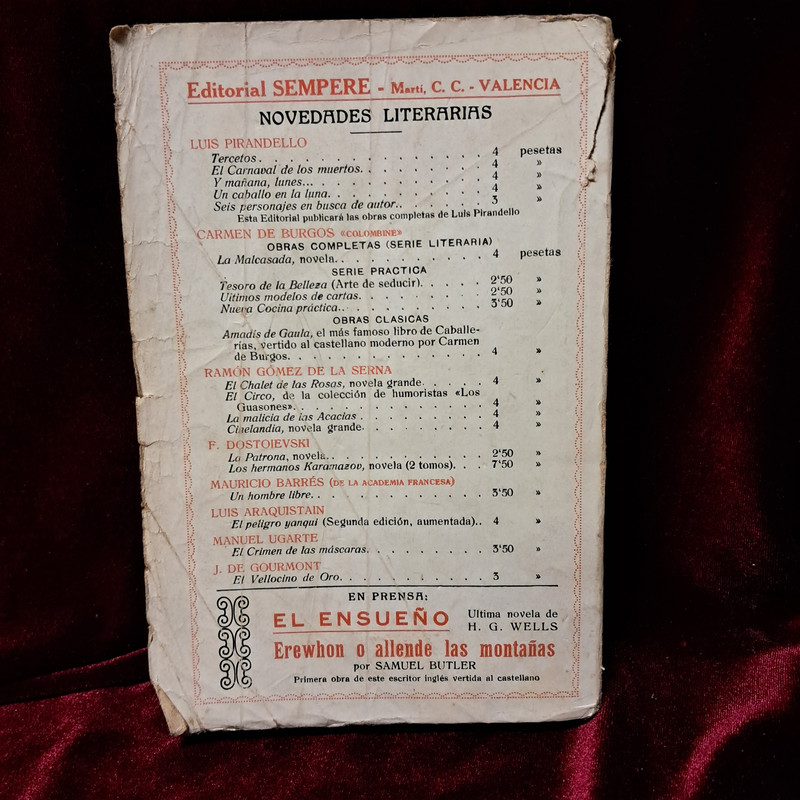 Editorial SEMPERE - Martí, C. C. - VALENCIA
NOVEDADES LITERARIAS
LUIS PIRANDELLO
Tercetos. . . . . . . . . . . . . . . . 4 pesetas
El Carnaval de los muertos. . . . . . . . . . 4 »
Y mañana, lunes... . . . . . . . . . . . . . 4 »
Un caballo en la luna. . . . . . . . . . . . 4 »
Seis personajes en busca de autor. . . . . . . 3 »
Esta Editorial publicará las obras completas de Luis Pirandello
CARMEN DE BURGOS «COLOMBINE»
OBRAS COMPLETAS (SERIE LITERARIA)
La Malcasada, novela. . . . . . . . . . . . 4 pesetas
SERIE PRACTICA
Tesoro de la Belleza (Arte de seducir). . . . . 2'50 »
Ultimos modelos de cartas. . . . . . . . . . 2'50 »
Nueva Cocina práctica. . . . . . . . . . . . 3'50 »
OBRAS CLASICAS
Amadís de Gaula, el más famoso libro de Caballe-
rías, vertido al castellano moderno por Carmen
de Burgos. . . . . . . . . . . . . . . 4 »
RAMÓN GÓMEZ DE LA SERNA
El Chalet de las Rosas, novela grande. . . . . 4 »
El Circo, de la colección de humoristas «Los
Guasones». . . . . . . . . . . . . . . 4 »
La malicia de las Acacias . . . . . . . . . . 4 »
Cinelandia, novela grande. . . . . . . . . . 4 »
F. DOSTOIEVSKI
La Patrona, novela. . . . . . . . . . . . . 2'50 »
Los hermanos Karamazov, novela (2 tomos). . . 7'50 »
MAURICIO BARRÉS (DE LA ACADEMIA FRANCESA)
Un hombre libre. . . . . . . . . . . . . . 3'50 »
LUIS ARAQUISTAIN
El peligro yanqui (Segunda edición, aumentada).. 4 »
MANUEL UGARTE
El Crimen de las máscaras. . . . . . . . . . 3'50 »
J. DE GOURMONT
El Vellocino de Oro. . . . . . . . . . . . 3 »
EN PRENSA:
EL ENSUEÑO Ultima novela de
H. G. WELLS
Erewhon o allende las montañas
por SAMUEL BUTLER
Primera obra de este escritor inglés vertida al castellano